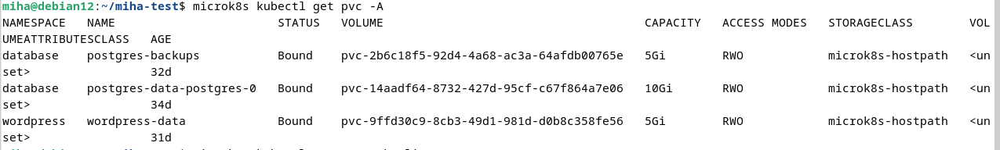 miha@debian12:~/miha-test$ microk8s kubectl get pvc -A
NAMESPACE   NAME                       STATUS   VOLUME                                     CAPACITY   ACCESS MODES   STORAGECLASS        VOL
UMEATTRIBUTESCLASS   AGE
database    postgres-backups           Bound    pvc-2b6c18f5-92d4-4a68-ac3a-64afdb00765e   5Gi        RWO            microk8s-hostpath   <un
set>                 32d
database    postgres-data-postgres-0   Bound    pvc-14aadf64-8732-427d-95cf-c67f864a7e06   10Gi       RWO            microk8s-hostpath   <un
set>                 34d
wordpress   wordpress-data             Bound    pvc-9ffd30c9-8cb3-49d1-981d-d0b8c358fe56   5Gi        RWO            microk8s-hostpath   <un
set>                 31d